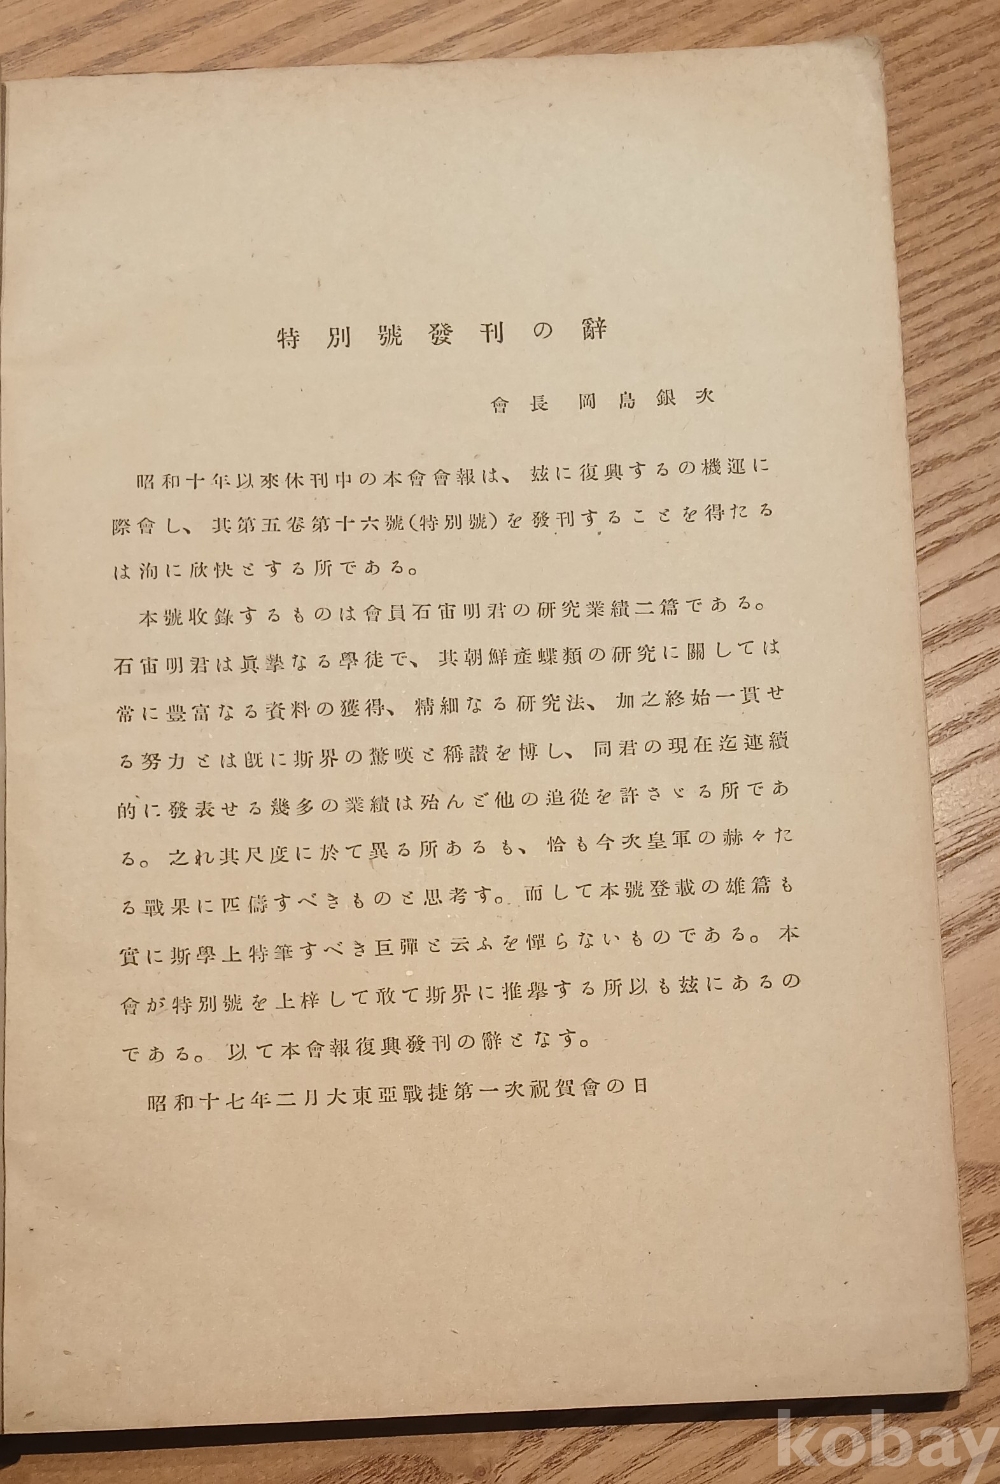 特別號發刊の辭
會長 岡島銀次
昭和十年以來休刊中の本會會報は、玆に復興するの機運に
際會し、其第五卷第十六號(特別號)を發刊することを得たる
は洵に欣快とする所である。
本號收錄するものは會員石宙明君の硏究業績二篇である。
石宙明君は眞摯なる學徒で、其朝鮮產蝶類の硏究に關しては
常に豊富なる資料の獲得、精細なる硏究法、加之終始一貫せ
る努力とは旣に斯界の驚嘆と稱讃を博し、同君の現在迄連續
的に發表せる幾多の業績は殆んど他の追從を許さゞる所であ
る。之れ其尺度に於て異る所あるも、恰も今次皇軍の赫々た
る戰果に匹儔すべきものと思考す。而して本號登載の雄篇も
實に斯學上特筆すべき巨彈と云ふを憚らないものである。本
會が特別號を上梓して敢て斯界に推擧する所以も玆にあるの
である。以て本會報復興發刊の辭となす。
昭和十七年二月大東亞戰捷第一次祝賀會の日
kobay